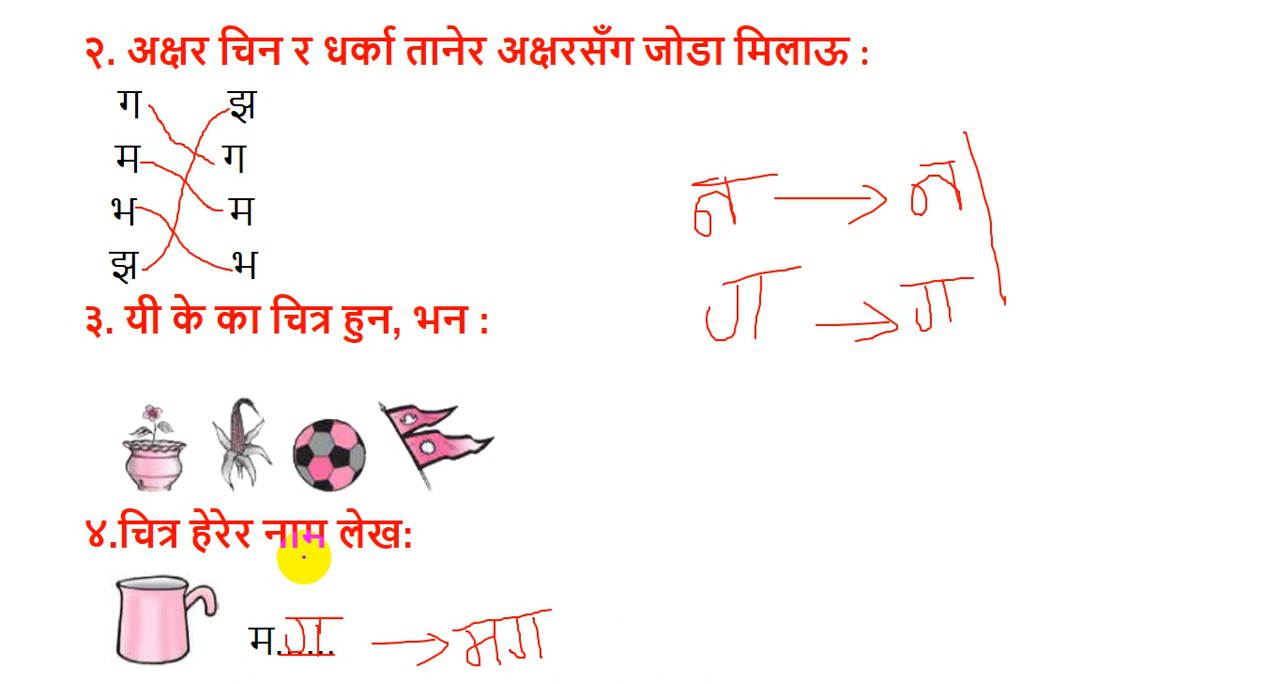 २. अक्षर चिन र धर्का तानेर अक्षरसँग जोडा मिलाऊ :
ग झ
म ग
भ म
झ भ
ग
३. यी के का चित्र हुन, भन :
४.चित्र हेरेर नाम लेख:
म.ग.... मग